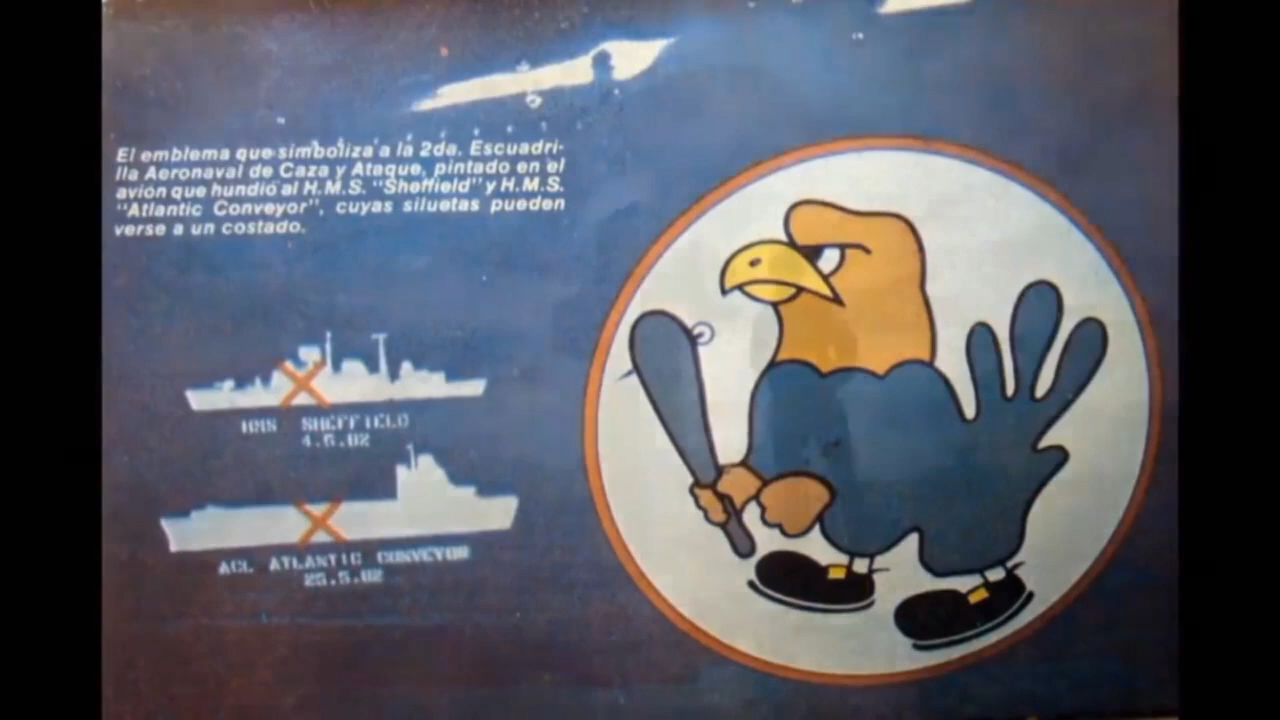 El emblema que simboliza a la 2da. Escuadri-
lla Aeronaval de Caza y Ataque, pintado en el
avión que hundió al H.M.S. "Sheffield" y H.M.S.
"Atlantic Conveyor", cuyas siluetas pueden
verse a un costado.
HMS SHEFFIELD
4.5.82
ACL ATLANTIC CONVEYOR
25.5.82